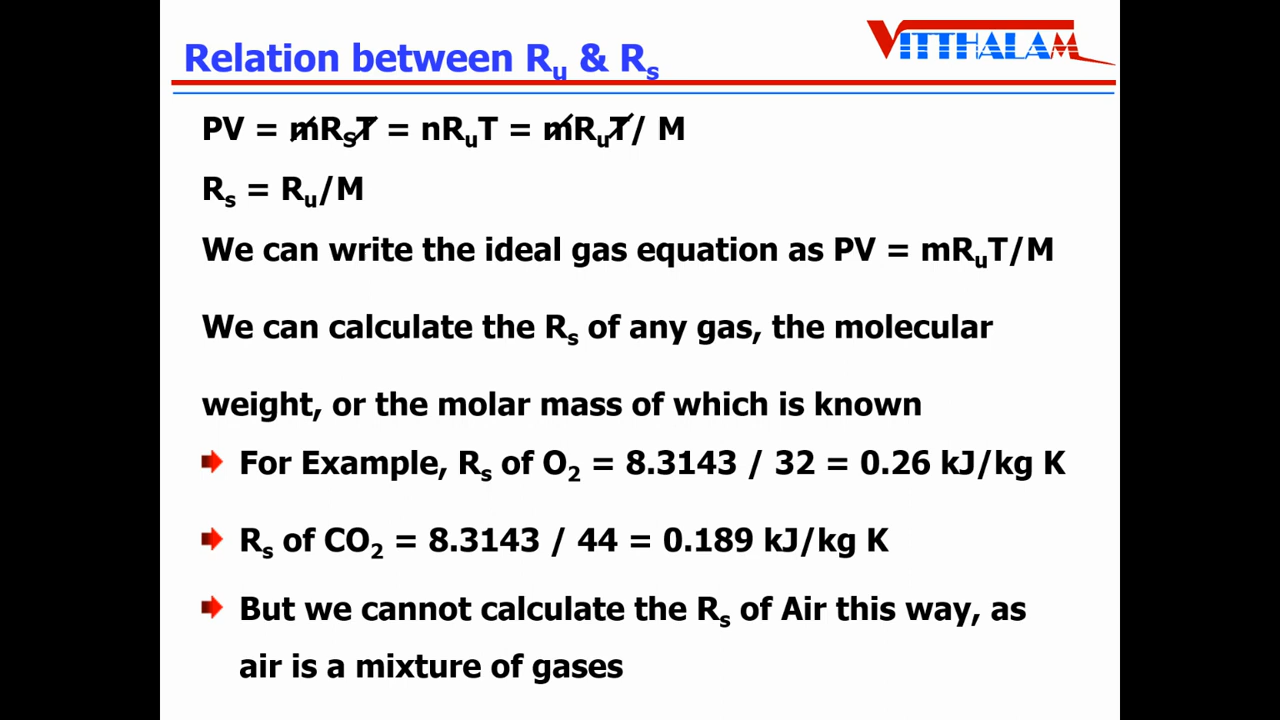 Relation between Ru & Rs
VITTHALAM
PV = mRsT = nRuT = mRuT/ M
Rs = Ru/M
We can write the ideal gas equation as PV = mRuT/M
We can calculate the Rs of any gas, the molecular
weight, or the molar mass of which is known
For Example, Rs of O2 = 8.3143 / 32 = 0.26 kJ/kg K
Rs of CO2 = 8.3143 / 44 = 0.189 kJ/kg K
But we cannot calculate the Rs of Air this way, as
air is a mixture of gases